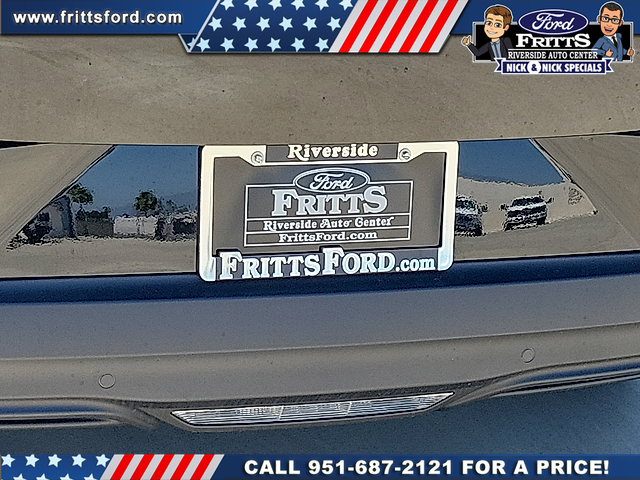 www.frittsford.com
Ford
FRITTS
RIVERSIDE AUTO CENTER
NICK & NICK SPECIALS
Riverside
Ford
FRITTS
Riverside Auto Center
FrittsFord.com
FRITTSFORD.com
CALL 951-687-2121 FOR A PRICE!